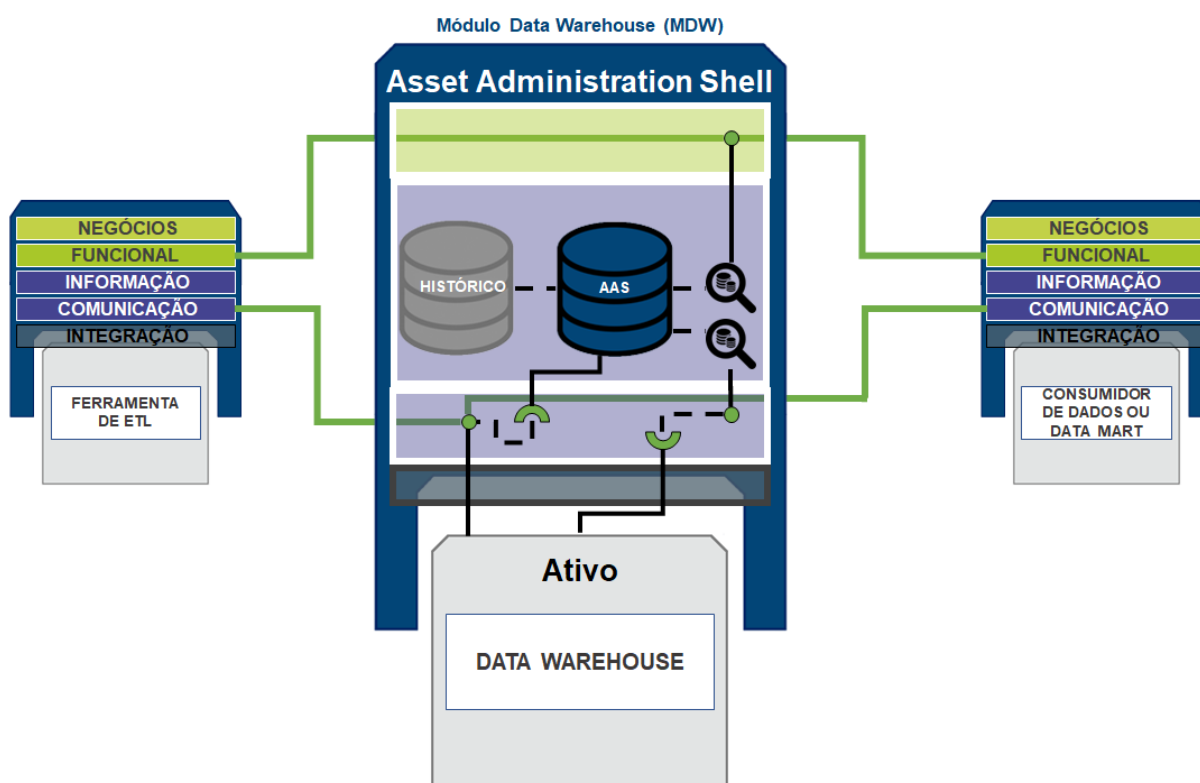 Módulo Data Warehouse (MDW)
Asset Administration Shell
NEGÓCIOS
FUNCIONAL
INFORMAÇÃO
COMUNICAÇÃO
INTEGRAÇÃO
FERRAMENTA
DE ETL
HISTÓRICO
AAS
NEGÓCIOS
FUNCIONAL
INFORMAÇÃO
COMUNICAÇÃO
INTEGRAÇÃO
CONSUMIDOR
DE DADOS OU
DATA MART
Ativo
DATA WAREHOUSE